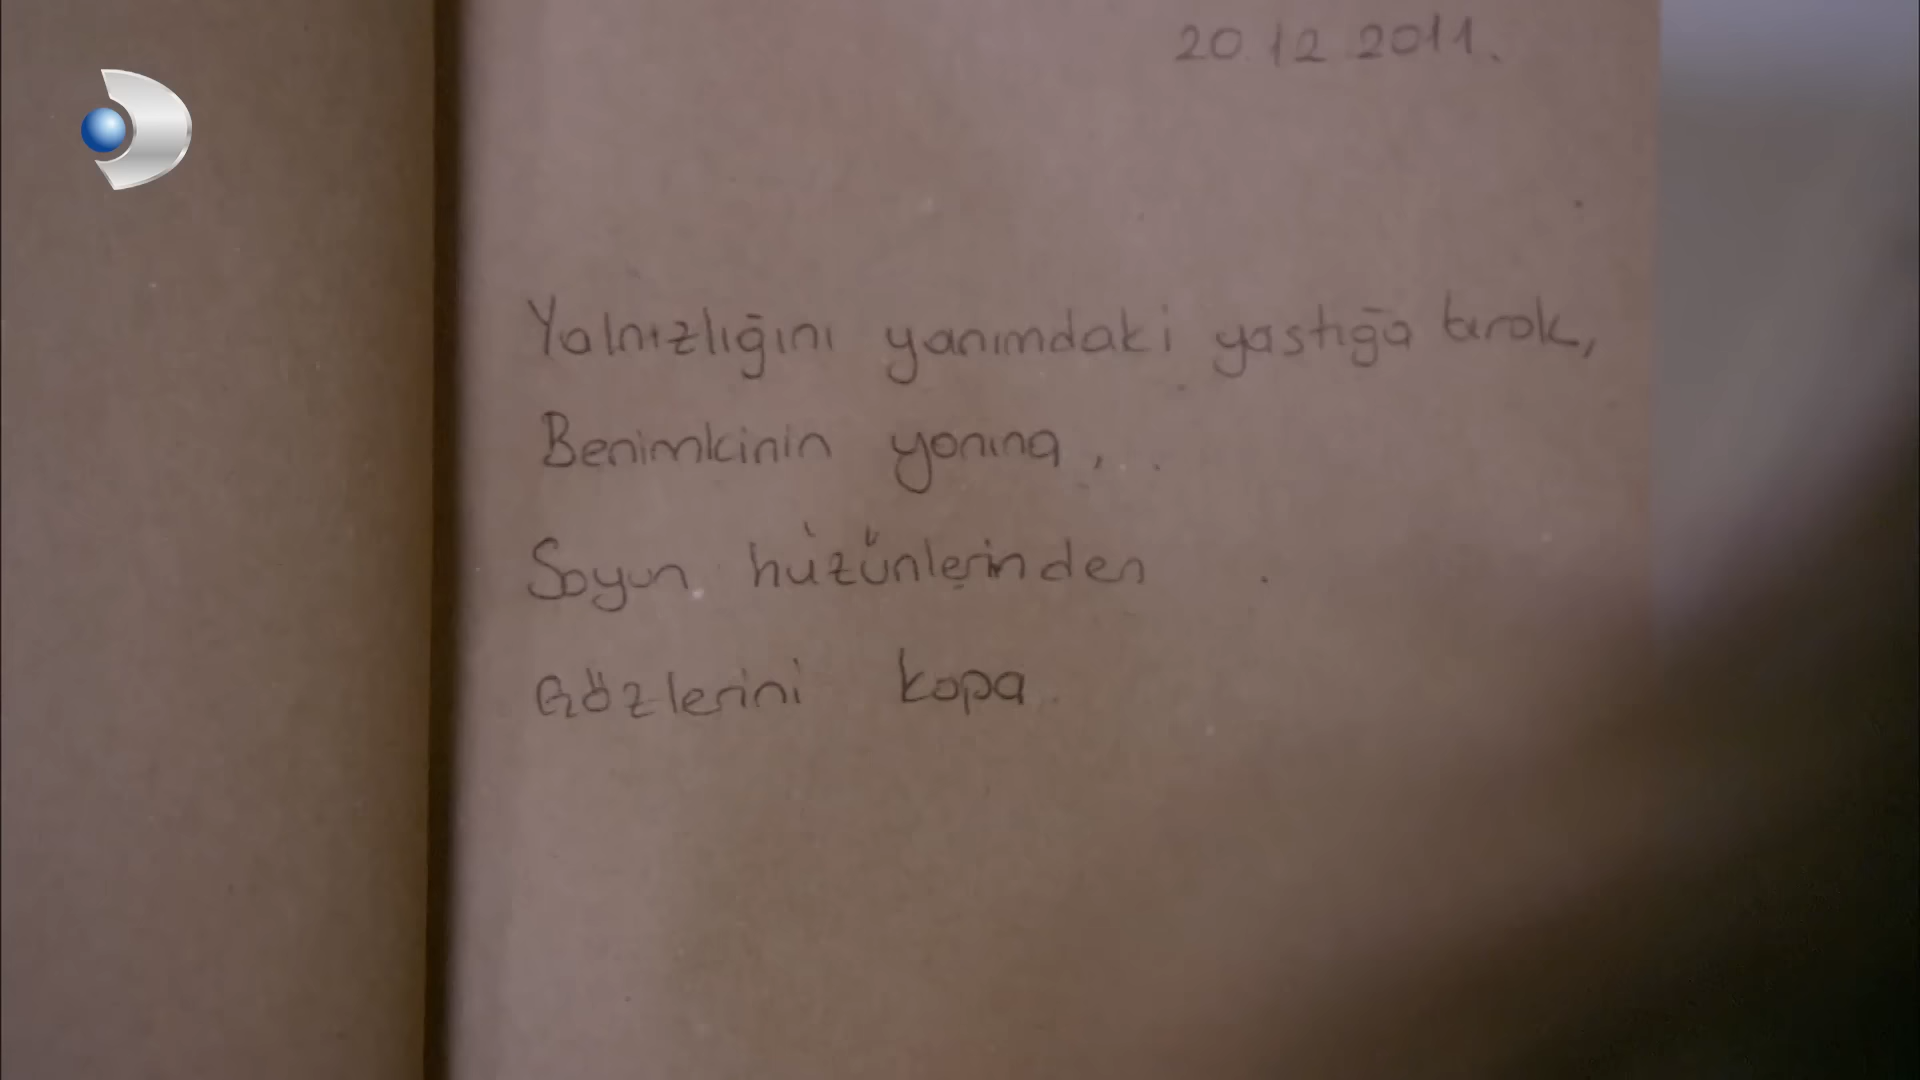 20.12.2011.
Yalnızlığını yanımdaki yastığa bırak,
Benimkinin yanına,
Soyun hüzünlerinden
Gözlerini kapa